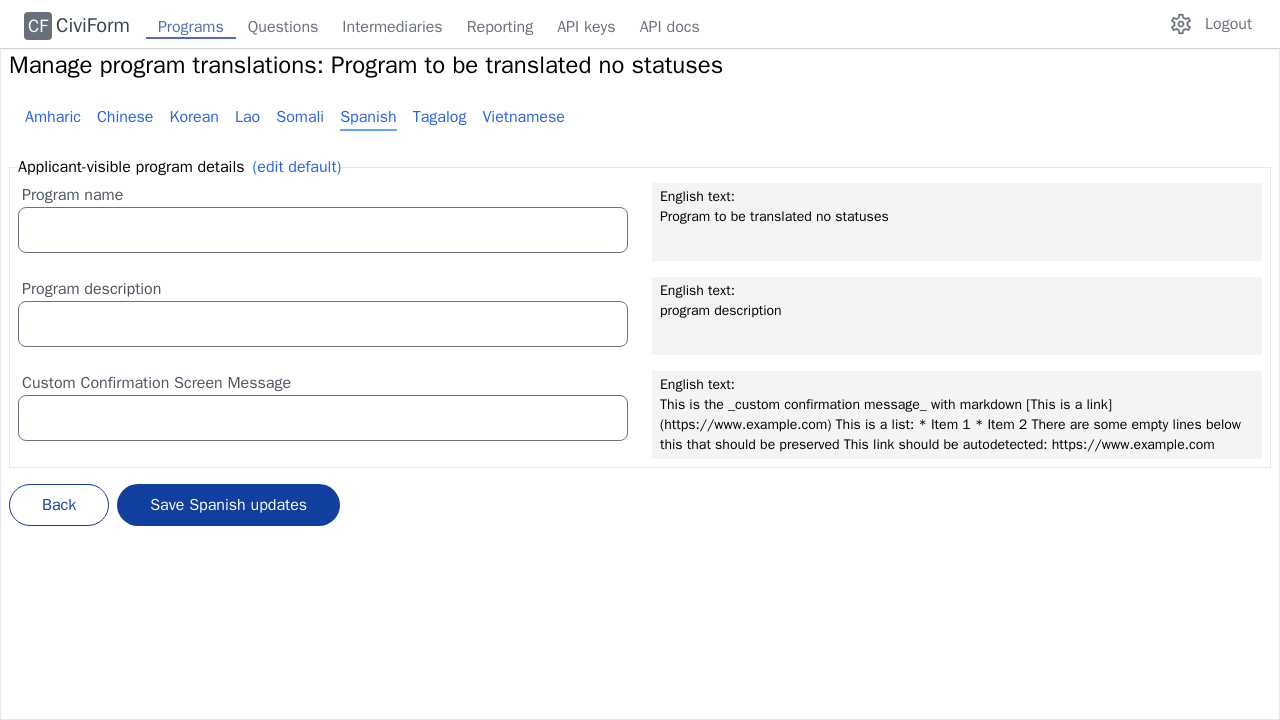 CF CiviForm Programs Questions Intermediaries Reporting API keys API docs Logout
Manage program translations: Program to be translated no statuses
Amharic Chinese Korean Lao Somali Spanish Tagalog Vietnamese
Applicant-visible program details (edit default)
Program name
English text:
Program to be translated no statuses
Program description
English text:
program description
Custom Confirmation Screen Message
English text:
This is the _custom confirmation message_ with markdown [This is a link]
(https://www.example.com) This is a list: * Item 1 * Item 2 There are some empty lines below
this that should be preserved This link should be autodetected: https://www.example.com
Back Save Spanish updates